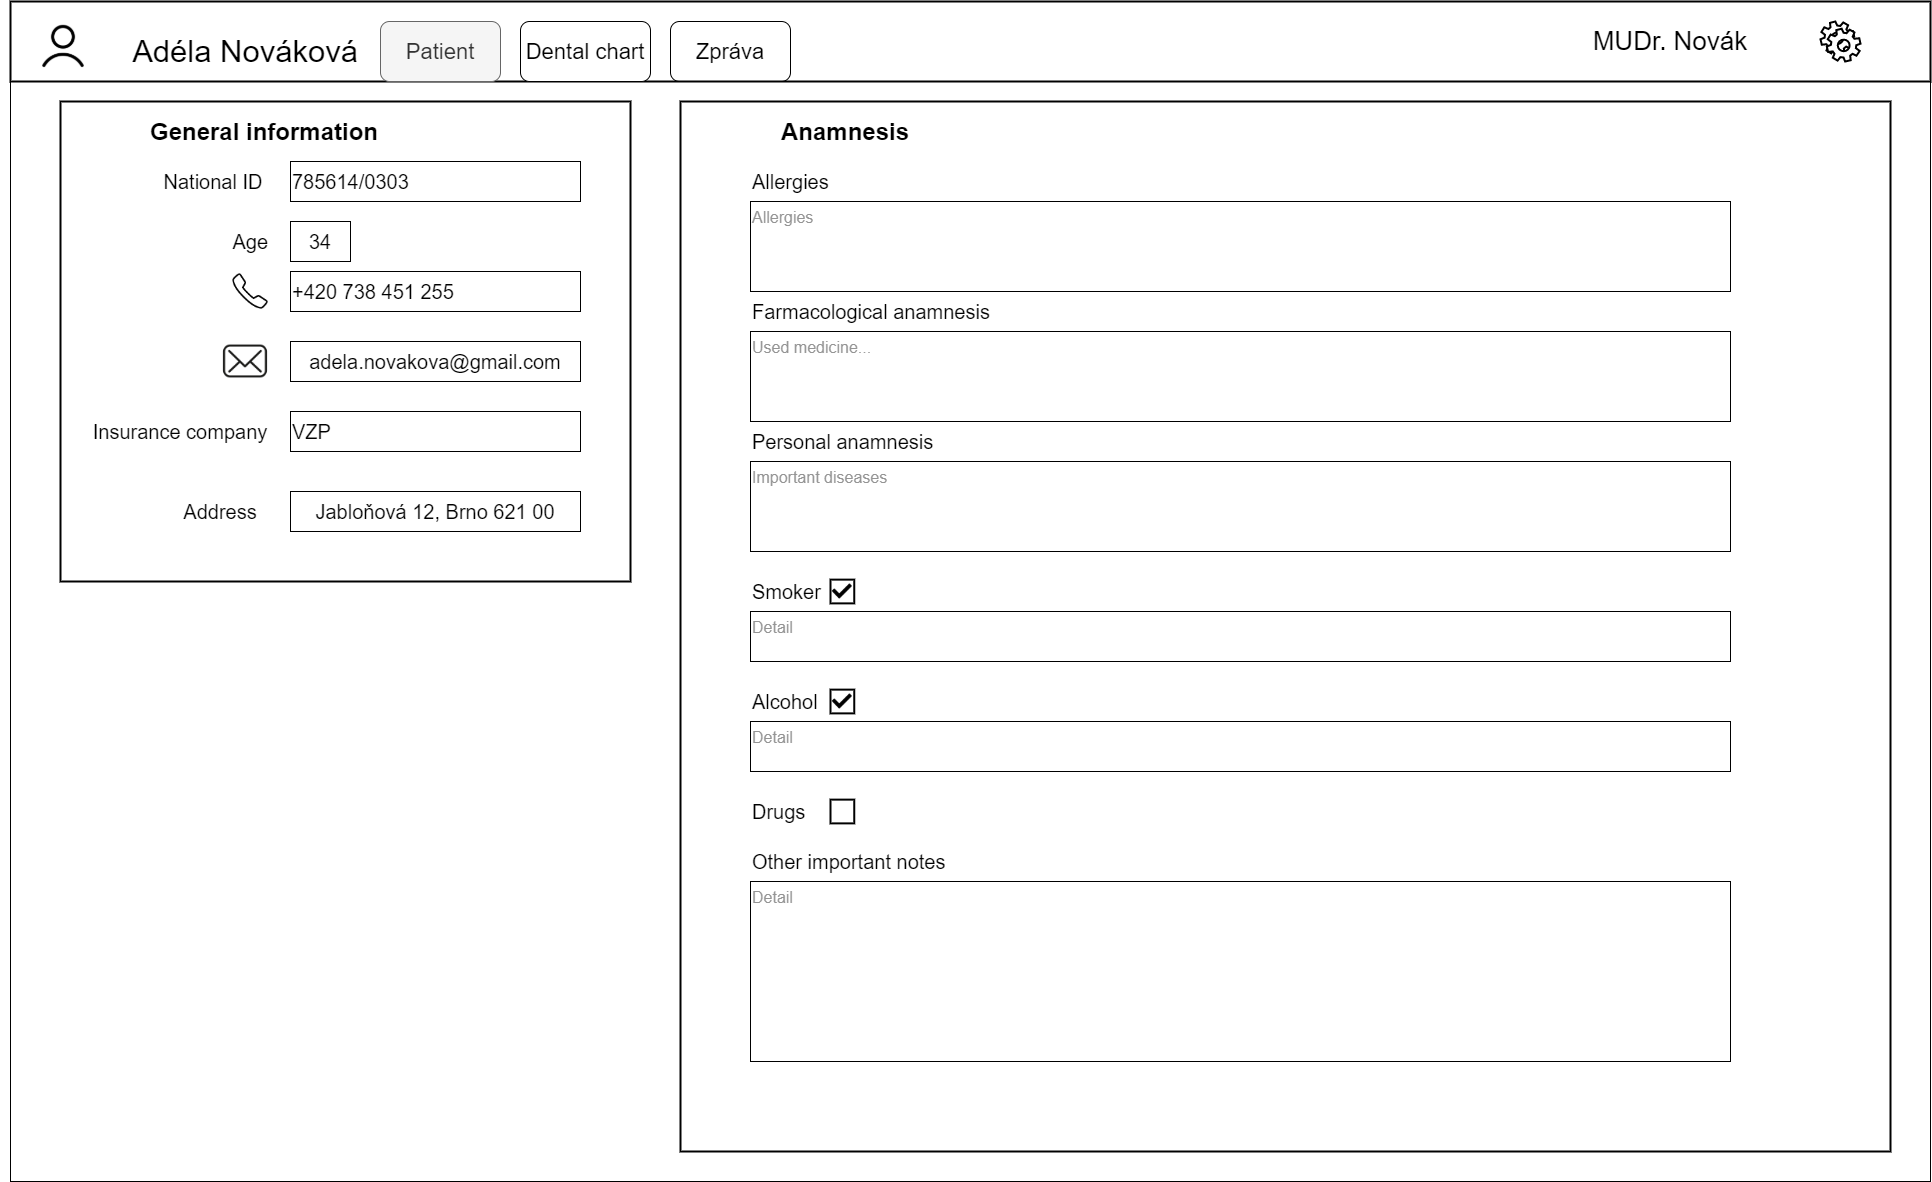 Adéla Nováková
Patient
Dental chart
Zpráva
MUDr. Novák
General information
National ID
785614/0303
Age
34
+420 738 451 255
adela.novakova@gmail.com
Insurance company
VZP
Address
Jabloňová 12, Brno 621 00
Anamnesis
Allergies
Allergies
Farmacological anamnesis
Used medicine...
Personal anamnesis
Important diseases
Smoker
Detail
Alcohol
Detail
Drugs
Other important notes
Detail